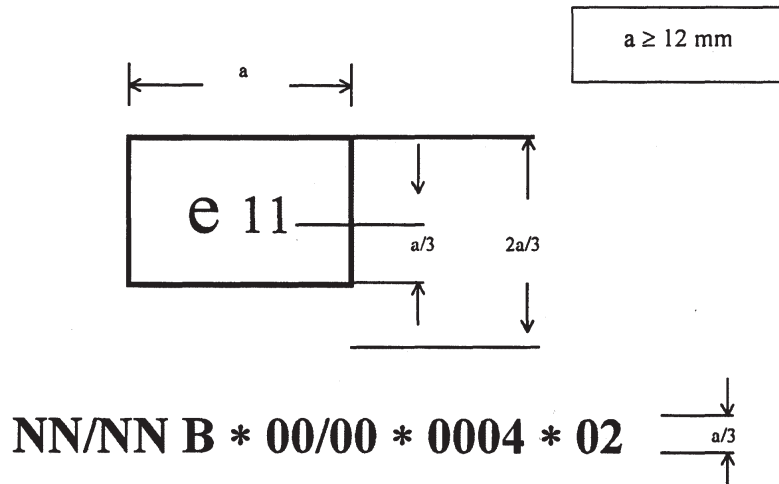 a ≥ 12 mm
a
e 11
a/3
2a/3
NN/NN B * 00/00 * 0004 * 02
a/3